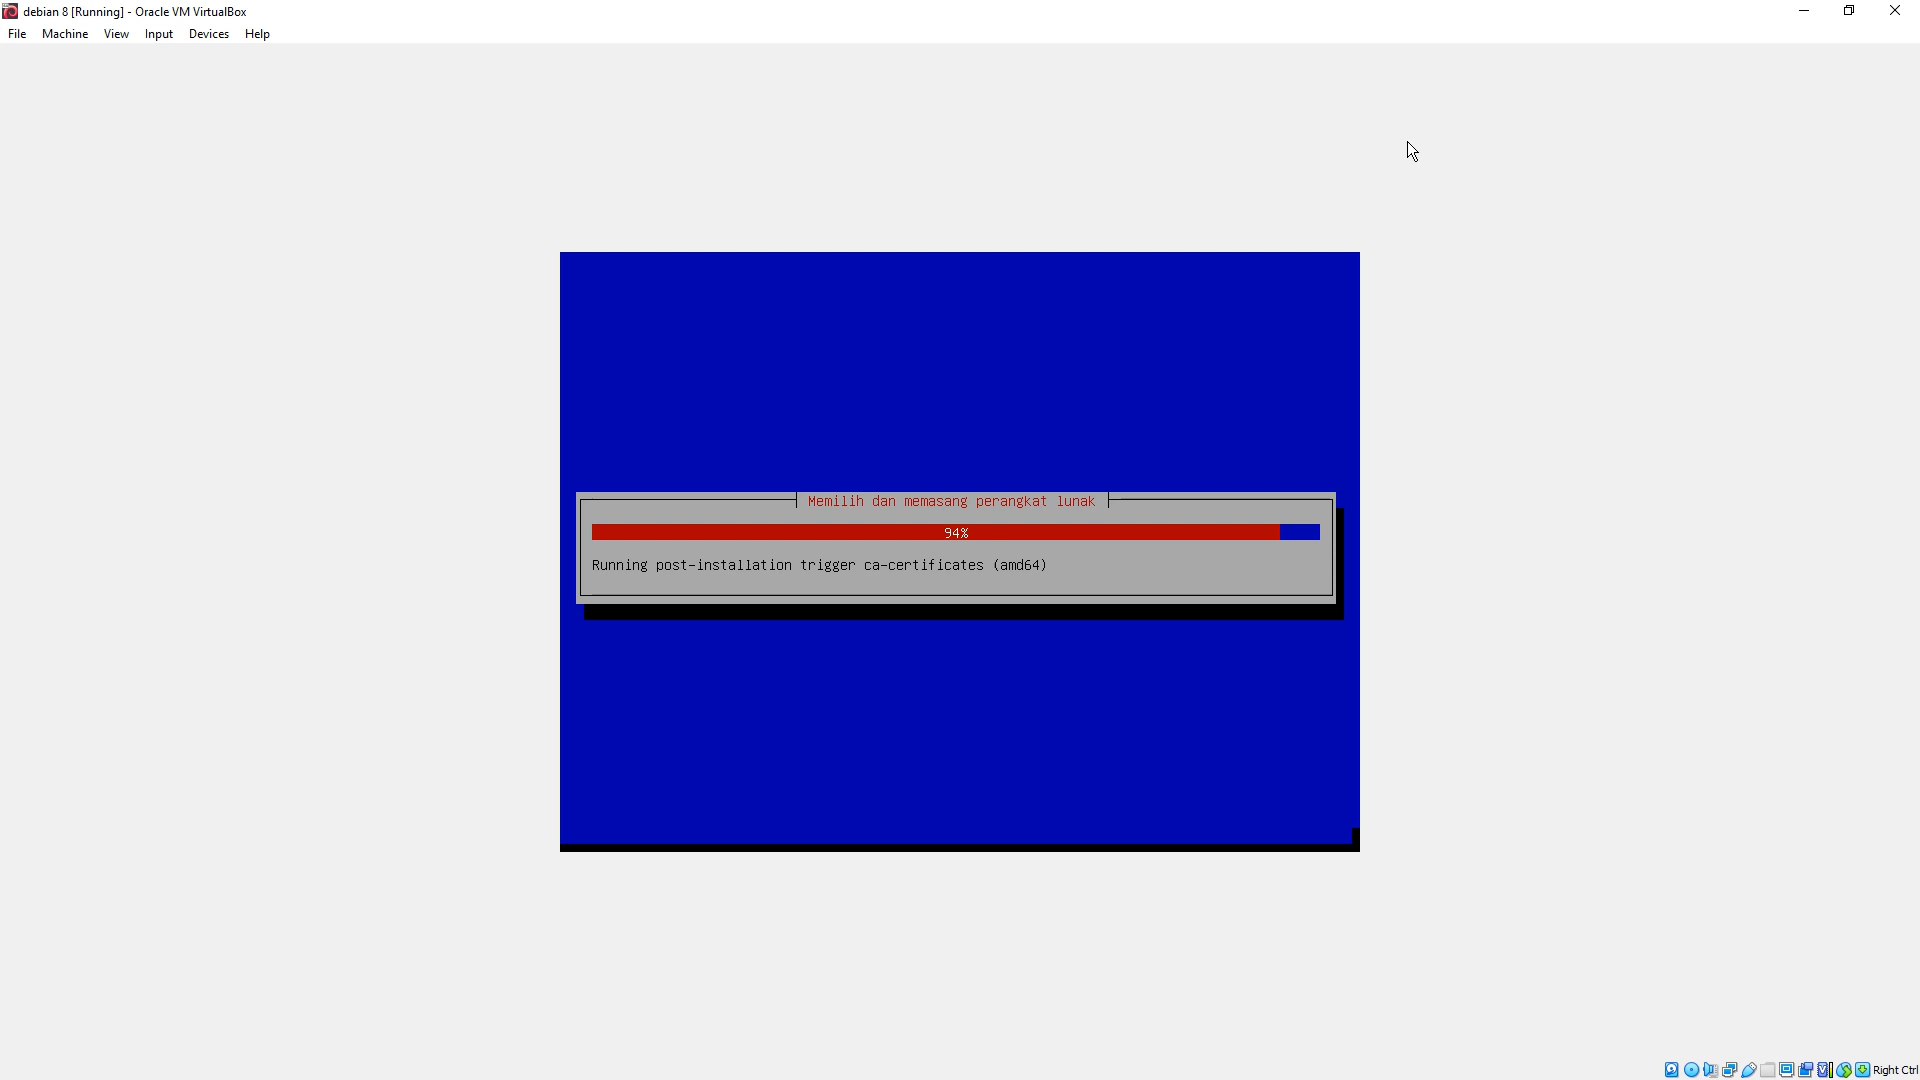 debian 8 [Running] - Oracle VM VirtualBox
File Machine View Input Devices Help
Memilih dan memasang perangkat lunak
94%
Running post-installation trigger ca-certificates (amd64)
Right Ctrl